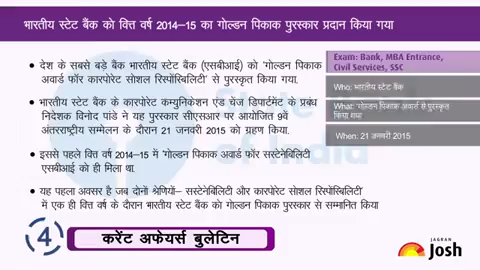 भारतीय स्टेट बैंक को वित्त वर्ष 2014-15 का गोल्डन पिकाक पुरस्कार प्रदान किया गया
• देश के सबसे बड़े बैंक भारतीय स्टेट बैंक (एसबीआई) को 'गोल्डन पिकाक
अवार्ड फॉर कारपोरेट सोशल रिस्पोंसिबिलिटी' से पुरस्कृत किया गया.
• भारतीय स्टेट बैंक के कारपोरेट कम्युनिकेशन एंड चेंज डिपार्टमेंट के प्रबंध
निदेशक विनोद पांडे ने यह पुरस्कार सीएसआर पर आयोजित 9वें
अंतरराष्ट्रीय सम्मेलन के दौरान 21 जनवरी 2015 को ग्रहण किया.
• इससे पहले वित्त वर्ष 2014-15 में 'गोल्डन पिकाक अवार्ड फॉर सस्टेनेबिलिटी
एसबीआई को ही मिला था.
• यह पहला अवसर है जब दोनों श्रेणियों- सस्टेनेबिलिटी और कारपोरेट सोशल रिस्पोंसिबिलिटी'
में एक ही वित्त वर्ष के दौरान भारतीय स्टेट बैंक को गोल्डन पिकाक पुरस्कार से सम्मानित किया
Exam: Bank, MBA Entrance,
Civil Services, SSC
Who: भारतीय स्टेट बैंक
What: 'गोल्डन पिकाक' अवार्ड से पुरस्कृत
किया गया
When: 21 जनवरी 2015
State
of India
4 करेंट अफेयर्स बुलेटिन
JAGRAN
Josh